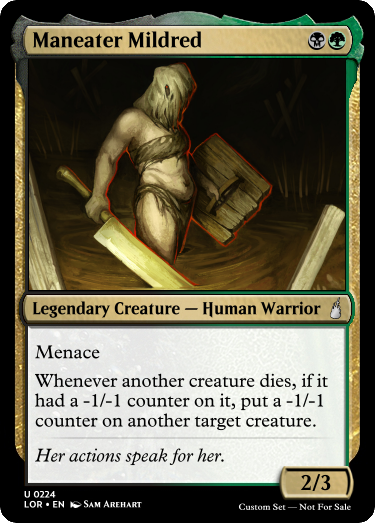 Maneater Mildred
Legendary Creature — Human Warrior
Menace
Whenever another creature dies, if it
had a -1/-1 counter on it, put a -1/-1
counter on another target creature.
Her actions speak for her.
2/3
U 0224
LOR • EN Sam Arehart
Custom Set — Not For Sale